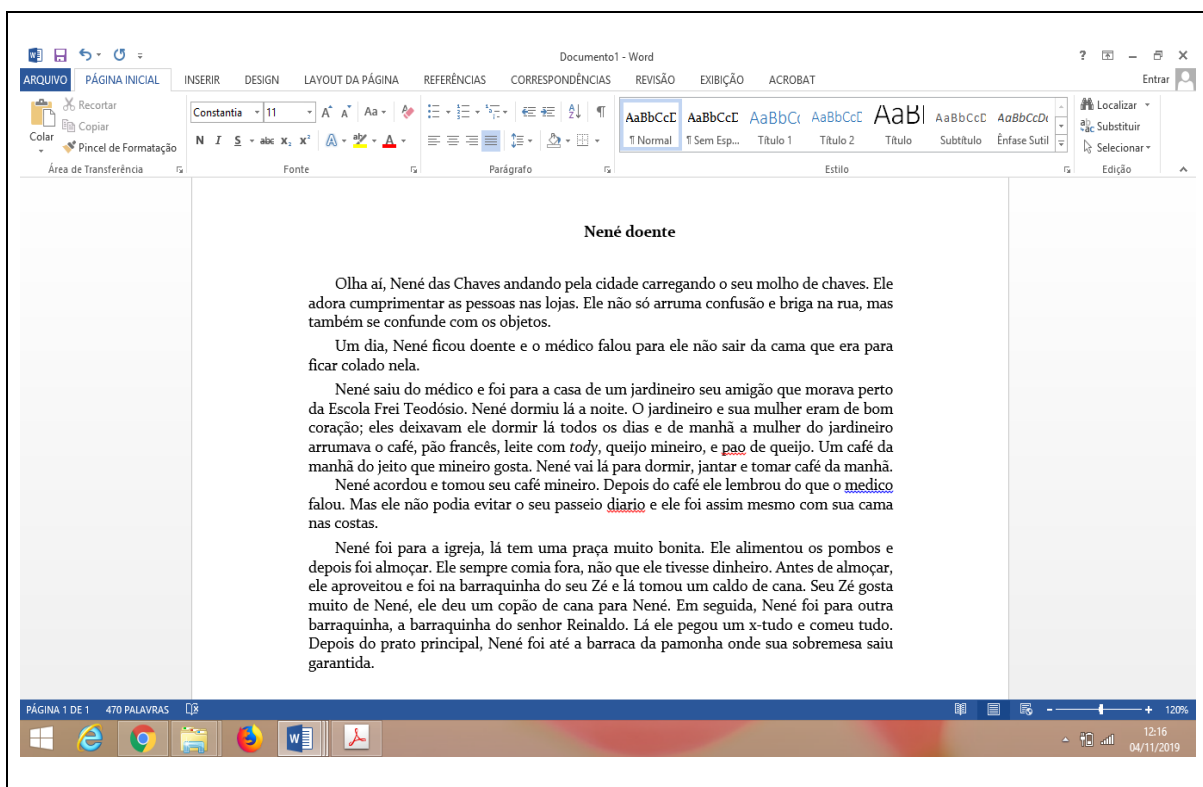 Documento1 - Word
ARQUIVO PÁGINA INICIAL INSERIR DESIGN LAYOUT DA PÁGINA REFERÊNCIAS CORRESPONDÊNCIAS REVISÃO EXIBIÇÃO ACROBAT Entrar
Colar
Recortar
Copiar
Pincel de Formatação
Área de Transferência
Constantia 11
N I S abc X₂ X²
Fonte
Parágrafo
AaBbCcE AaBbCcE AaBbCc AaBbCcE AaBl AaBbCcD AaBbCcDc
¶ Normal ¶ Sem Esp... Título 1 Título 2 Título Subtítulo Ênfase Sutil
Estilo
Localizar
Substituir
Selecionar
Edição
Nené doente
Olha aí, Nené das Chaves andando pela cidade carregando o seu molho de chaves. Ele
adora cumprimentar as pessoas nas lojas. Ele não só arruma confusão e briga na rua, mas
também se confunde com os objetos.
Um dia, Nené ficou doente e o médico falou para ele não sair da cama que era para
ficar colado nela.
Nené saiu do médico e foi para a casa de um jardineiro seu amigão que morava perto
da Escola Frei Teodósio. Nené dormiu lá a noite. O jardineiro e sua mulher eram de bom
coração; eles deixavam ele dormir lá todos os dias e de manhã a mulher do jardineiro
arrumava o café, pão francês, leite com tody, queijo mineiro, e pao de queijo. Um café da
manhã do jeito que mineiro gosta. Nené vai lá para dormir, jantar e tomar café da manhã.
Nené acordou e tomou seu café mineiro. Depois do café ele lembrou do que o medico
falou. Mas ele não podia evitar o seu passeio diario e ele foi assim mesmo com sua cama
nas costas.
Nené foi para a igreja, lá tem uma praça muito bonita. Ele alimentou os pombos e
depois foi almoçar. Ele sempre comia fora, não que ele tivesse dinheiro. Antes de almoçar,
ele aproveitou e foi na barraquinha do seu Zé e lá tomou um caldo de cana. Seu Zé gosta
muito de Nené, ele deu um copão de cana para Nené. Em seguida, Nené foi para outra
barraquinha, a barraquinha do senhor Reinaldo. Lá ele pegou um x-tudo e comeu tudo.
Depois do prato principal, Nené foi até a barraca da pamonha onde sua sobremesa saiu
garantida.
PÁGINA 1 DE 1 470 PALAVRAS 120%
12:16
04/11/2019